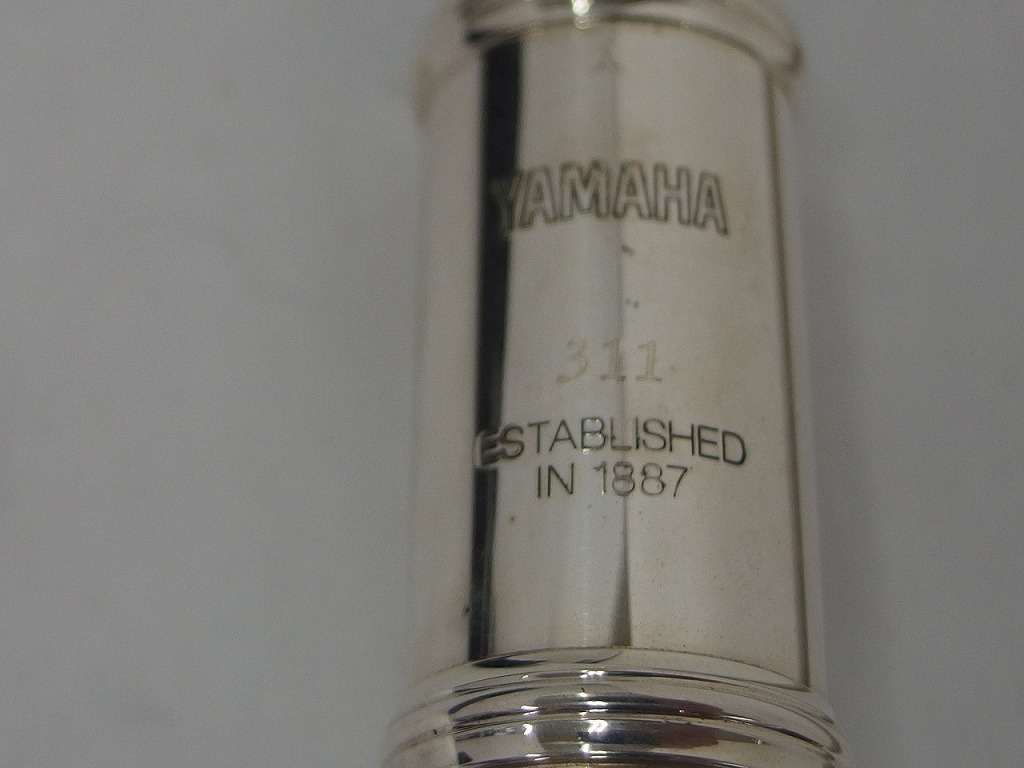 YAMAHA
311
ESTABLISHED
IN 1887